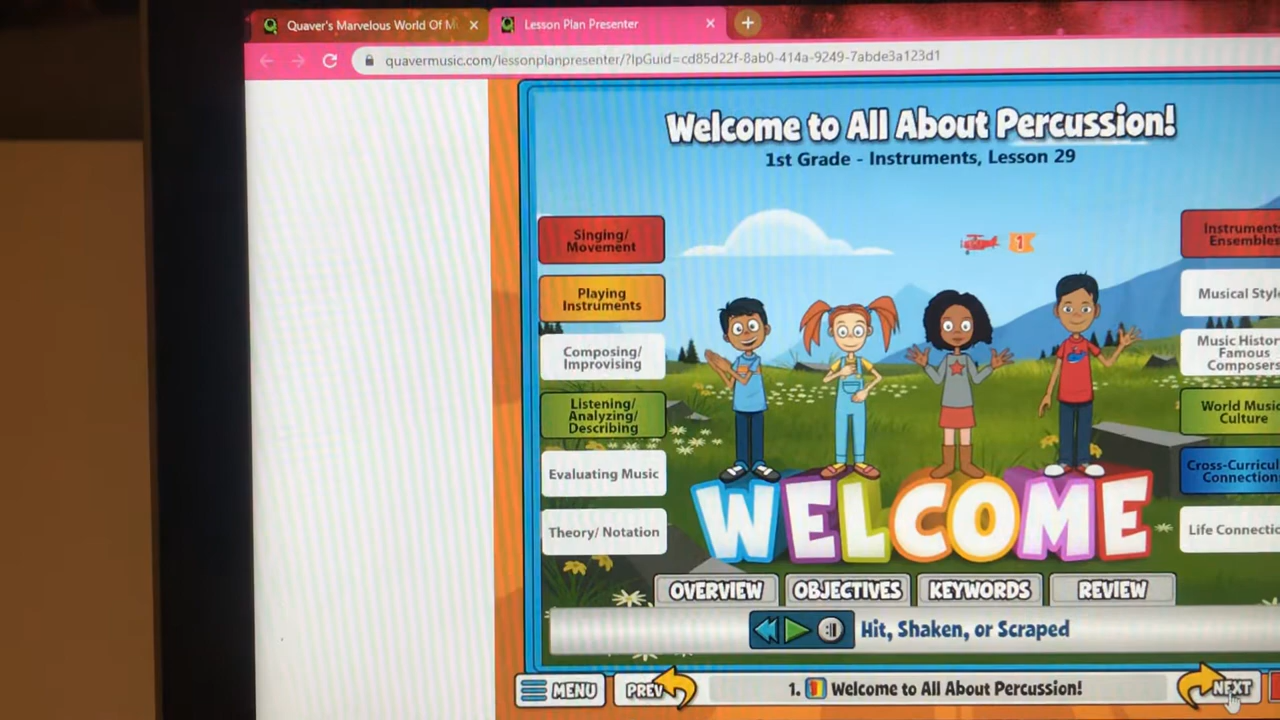 Quaver's Marvelous World Of M
Lesson Plan Presenter
quavermusic.com/lessonplanpresenter/?lpGuid=cd85d22f-8ab0-414a-9249-7abde3a123d1
Welcome to All About Percussion!
1st Grade - Instruments, Lesson 29
1
Singing/
Movement
Playing
Instruments
Composing/
Improvising
Listening/
Analyzing/
Describing
Evaluating Music
Theory/ Notation
Instrument
Ensembles
Musical Style
Music Histor
Famous
Composers
World Music
Culture
Cross-Curricul
Connection
Life Connectio
WELCOME
OVERVIEW
OBJECTIVES
KEYWORDS
REVIEW
Hit, Shaken, or Scraped
MENU
PREV
1. Welcome to All About Percussion!
NEXT